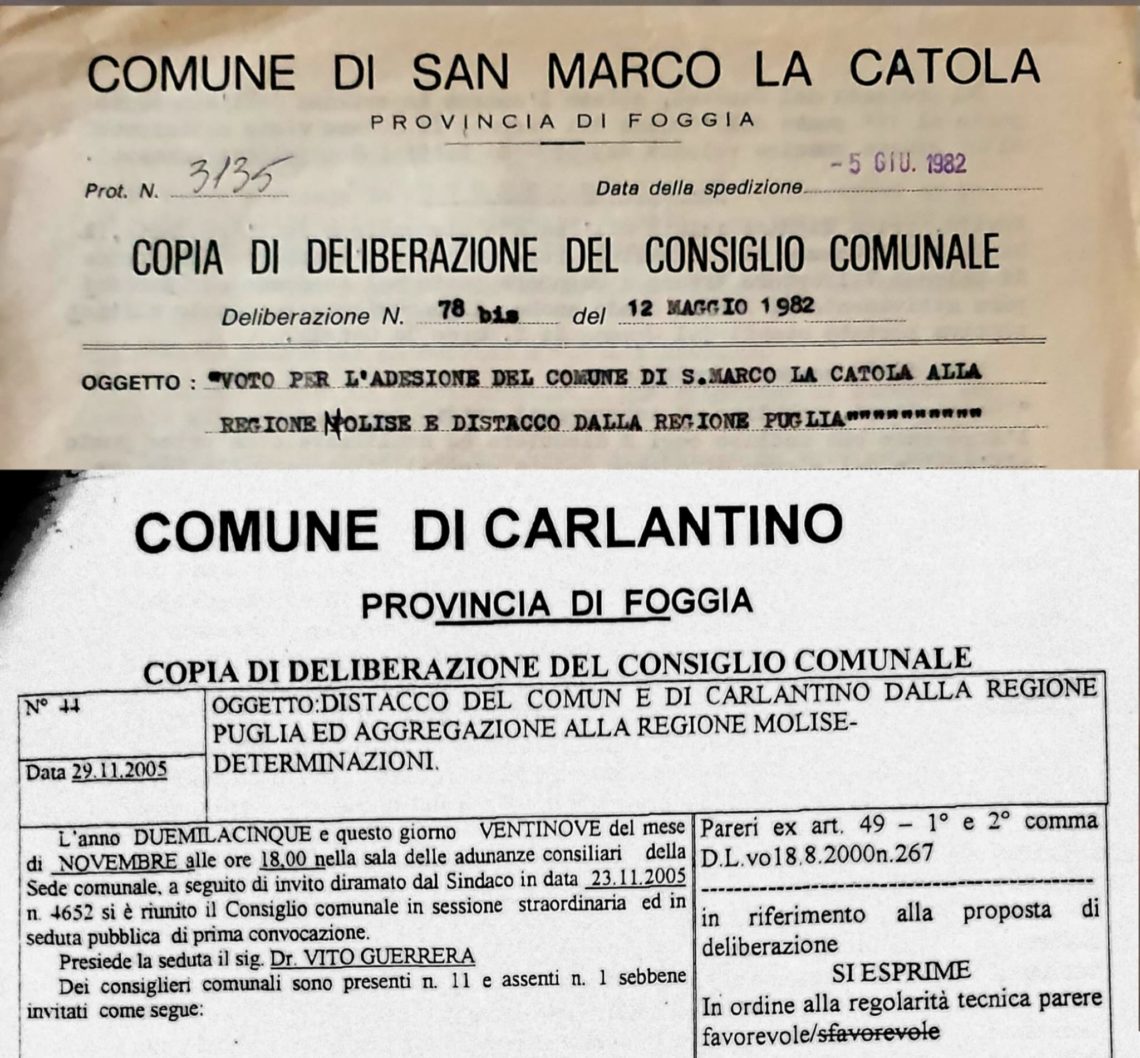 COMUNE DI SAN MARCO LA CATOLA
PROVINCIA DI FOGGIA
Prot. N. 3135
Data della spedizione - 5 GIU. 1982
COPIA DI DELIBERAZIONE DEL CONSIGLIO COMUNALE
Deliberazione N. 78 bis del 12 MAGGIO 1982
OGGETTO : "VOTO PER L'ADESIONE DEL COMUNE DI S.MARCO LA CATOLA ALLA
REGIONE MOLISE E DISTACCO DALLA REGIONE PUGLIA"""""""""""
COMUNE DI CARLANTINO
PROVINCIA DI FOGGIA
COPIA DI DELIBERAZIONE DEL CONSIGLIO COMUNALE
N° 44
Data 29.11.2005
OGGETTO:DISTACCO DEL COMUN E DI CARLANTINO DALLA REGIONE
PUGLIA ED AGGREGAZIONE ALLA REGIONE MOLISE-
DETERMINAZIONI.
L'anno DUEMILACINQUE e questo giorno VENTINOVE del mese
di NOVEMBRE alle ore 18,00 nella sala delle adunanze consiliari della
Sede comunale, a seguito di invito diramato dal Sindaco in data 23.11.2005
n. 4652 si è riunito il Consiglio comunale in sessione straordinaria ed in
seduta pubblica di prima convocazione.
Presiede la seduta il sig. Dr. VITO GUERRERA
Dei consiglieri comunali sono presenti n. 11 e assenti n. 1 sebbene
invitati come segue:
Pareri ex art. 49 – 1° e 2° comma
D.L.vo18.8.2000n.267
in riferimento alla proposta di
deliberazione
SI ESPRIME
In ordine alla regolarità tecnica parere
favorevole/sfavorevole